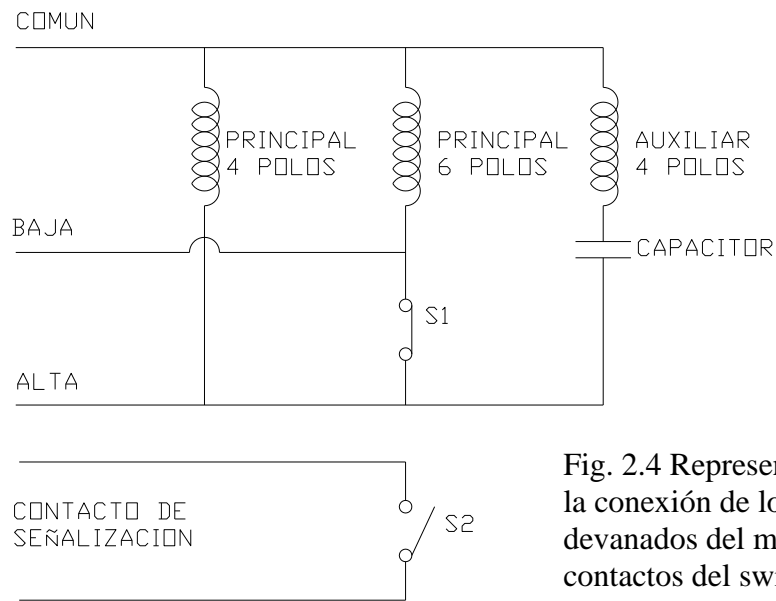 COMUN
PRINCIPAL
4 POLOS
PRINCIPAL
6 POLOS
AUXILIAR
4 POLOS
BAJA
CAPACITOR
S1
ALTA
CONTACTO DE
SEÑALIZACION
S2
Fig. 2.4 Represen
la conexión de lo
devanados del m
contactos del sw